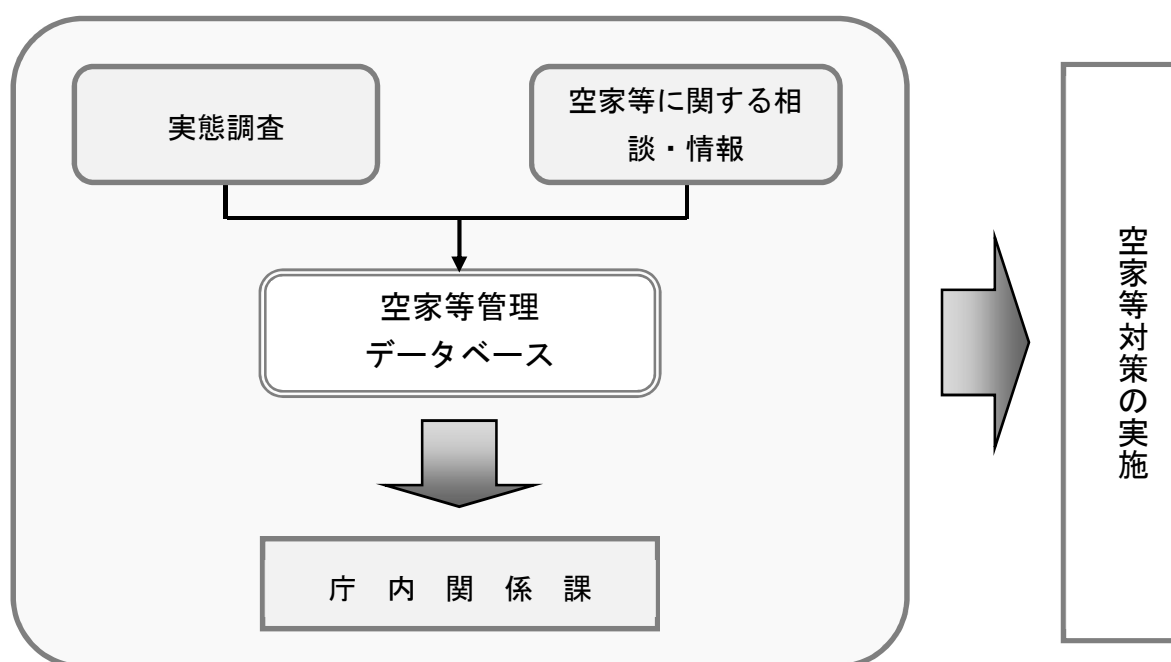 実態調査
空家等に関する相
談・情報
空家等管理
データベース
庁内関係課
空家等対策の実施